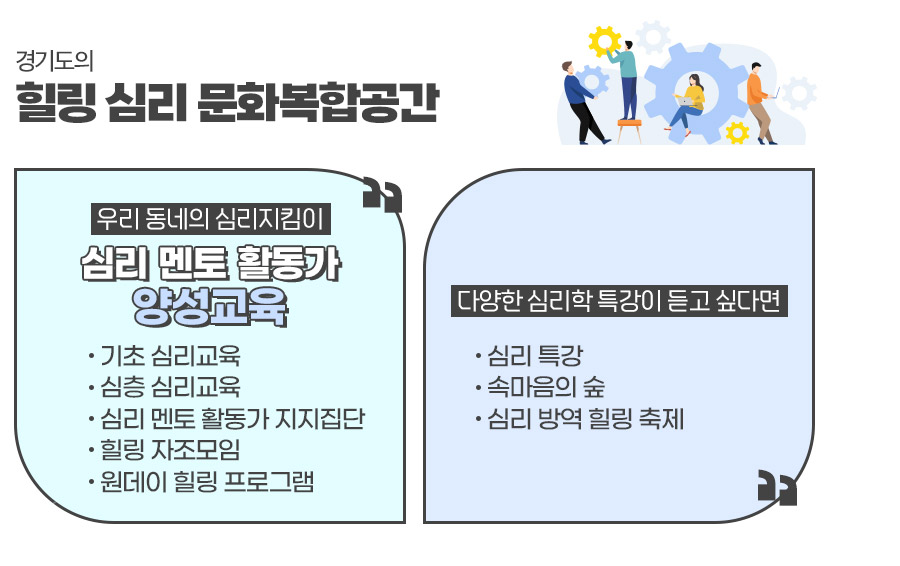 경기도의
힐링 심리 문화복합공간
우리 동네의 심리지킴이
심리 멘토 활동가
양성교육
• 기초 심리교육
• 심층 심리교육
• 심리 멘토 활동가 지지집단
• 힐링 자조모임
• 원데이 힐링 프로그램
다양한 심리학 특강이 듣고 싶다면
• 심리 특강
• 속마음의 숲
• 심리 방역 힐링 축제